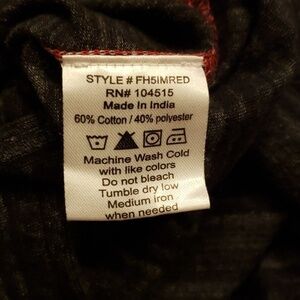 STYLE # FH5IMRED
RN# 104515
Made in India
60% Cotton / 40% polyester
Machine Wash Cold
with like colors
Do not bleach
Tumble dry low
Medium iron
when needed